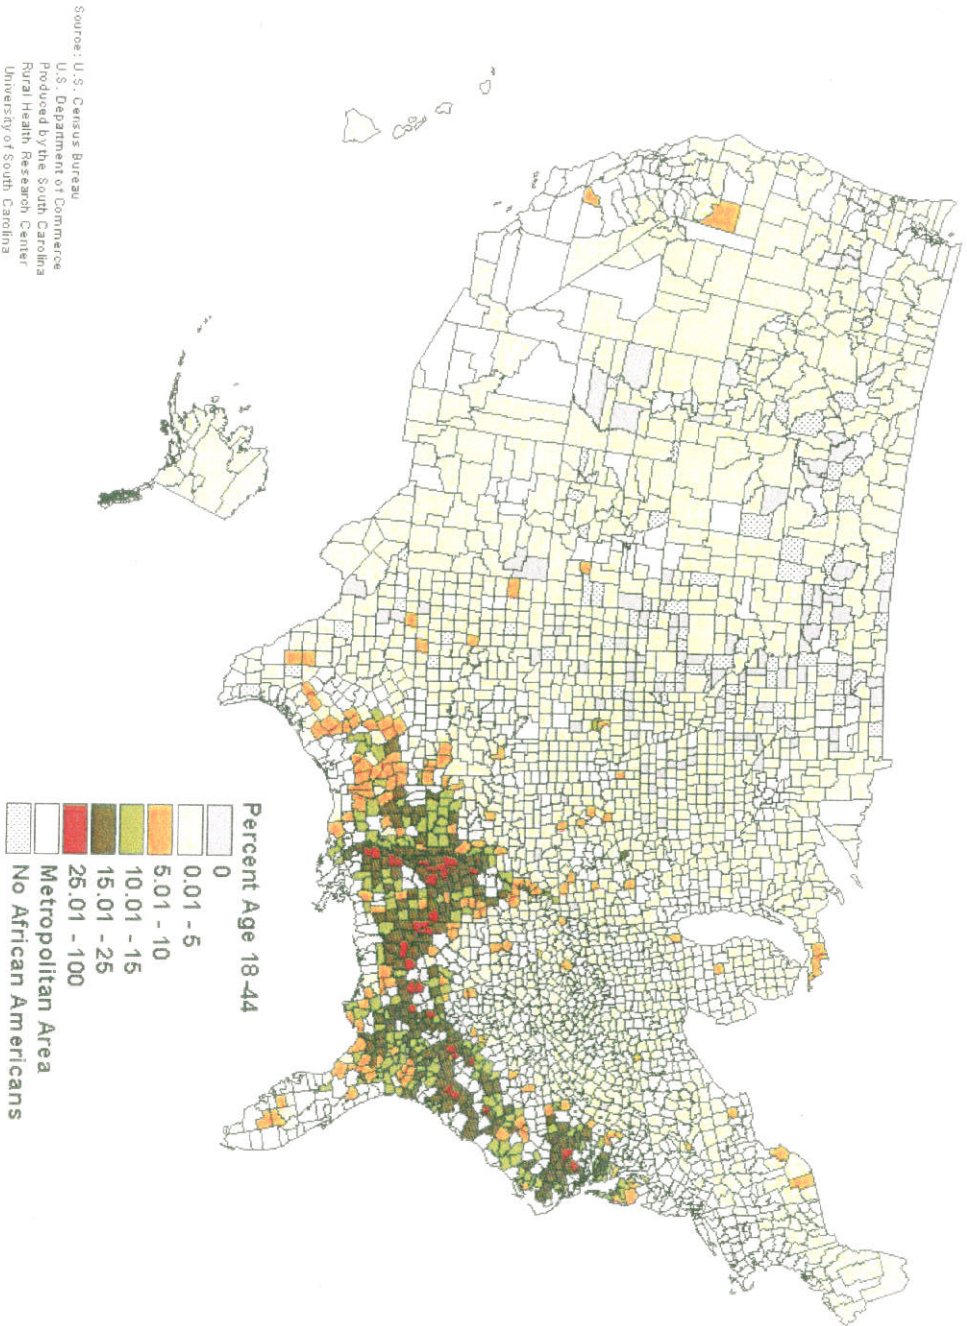 Percent Age 18-44
0
0.01 - 5
5.01 - 10
10.01 - 15
15.01 - 25
25.01 - 100
Metropolitan Area
No African Americans
Source: U.S. Census Bureau
U.S. Department of Commerce
Produced by the South Carolina
Rural Health Research Center
University of South Carolina